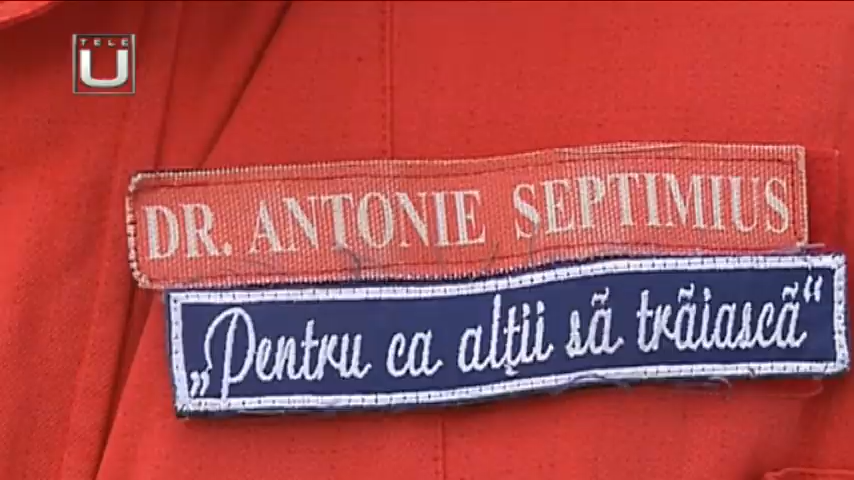 TELE
U
DR. ANTONIE SEPTIMIUS
„Pentru ca alţii să trăiască“